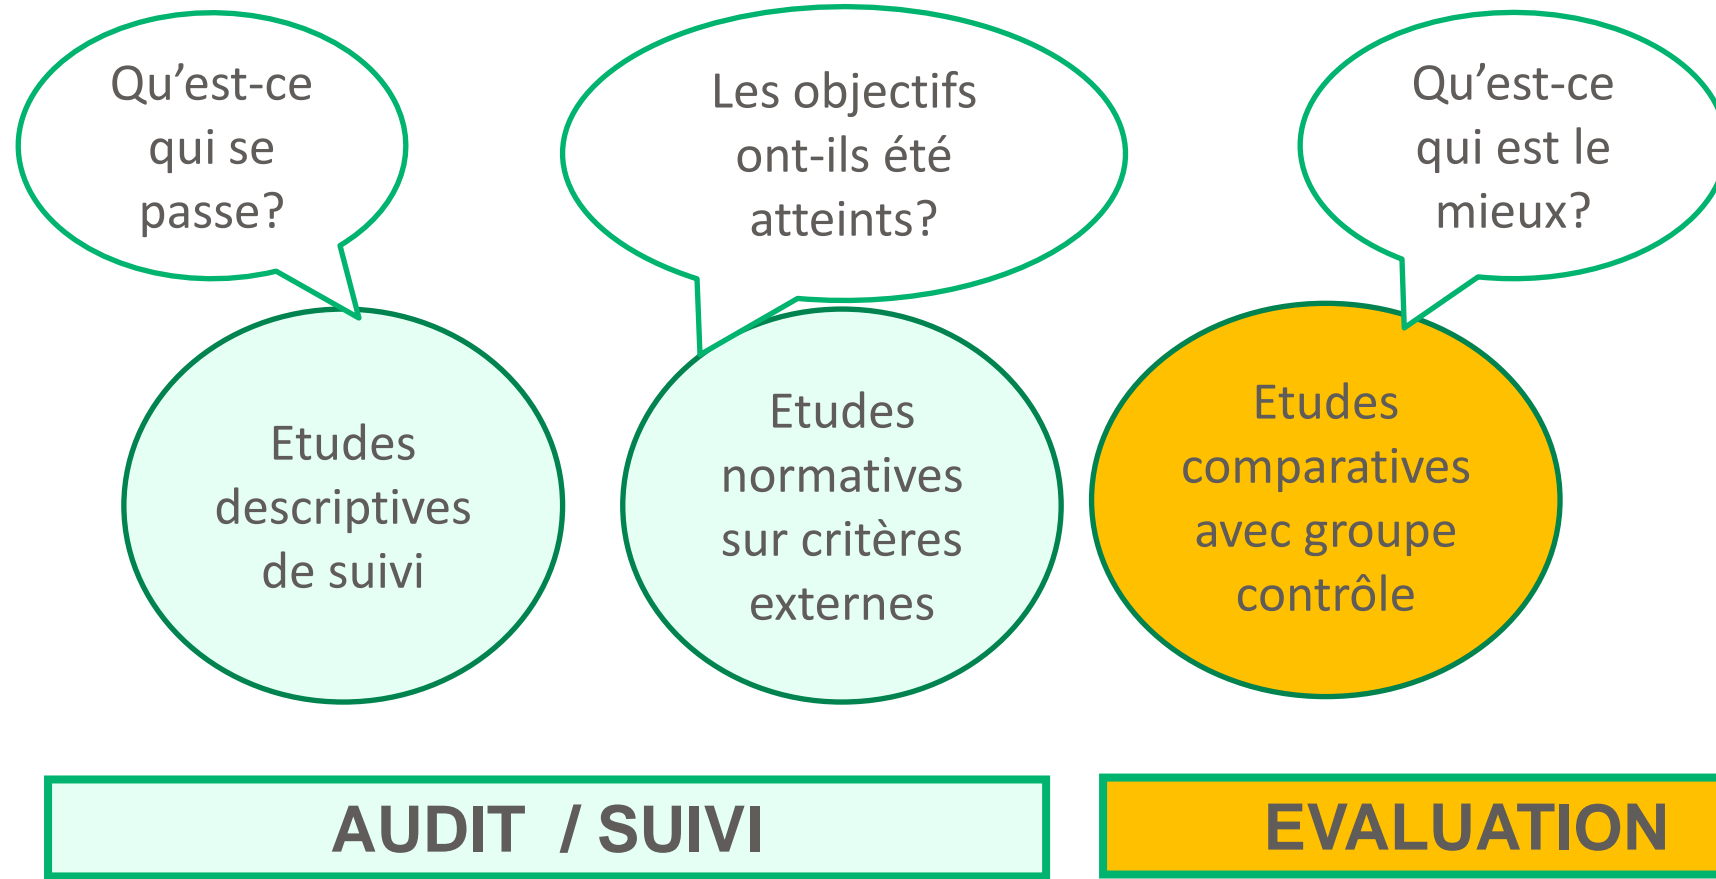 Qu’est-ce
qui se
passe?
Les objectifs
ont-ils été
atteints?
Qu’est-ce
qui est le
mieux?
Etudes
descriptives
de suivi
Etudes
normatives
sur critères
externes
Etudes
comparatives
avec groupe
contrôle
AUDIT / SUIVI
EVALUATION